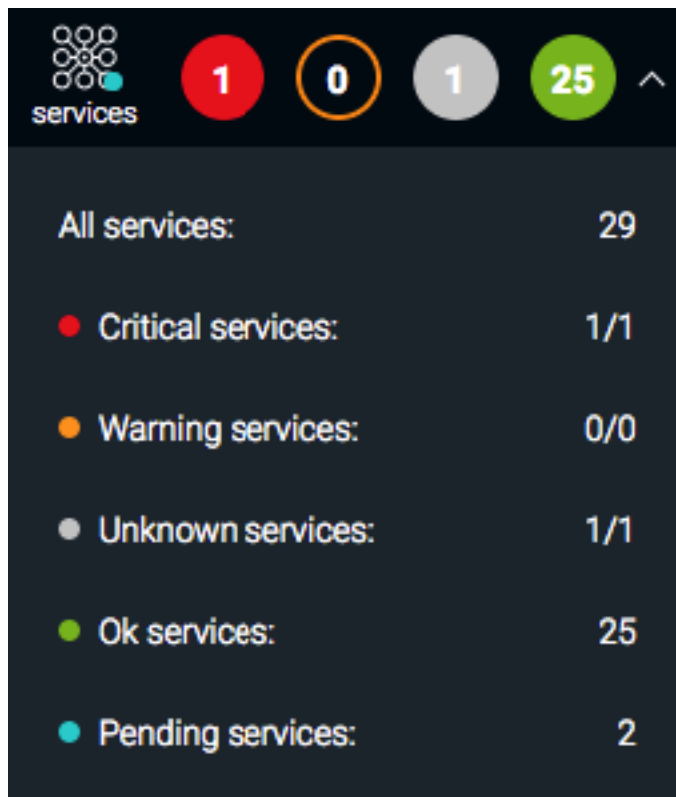 1 0 1 25
services
All services: 29
Critical services: 1/1
Warning services: 0/0
Unknown services: 1/1
Ok services: 25
Pending services: 2